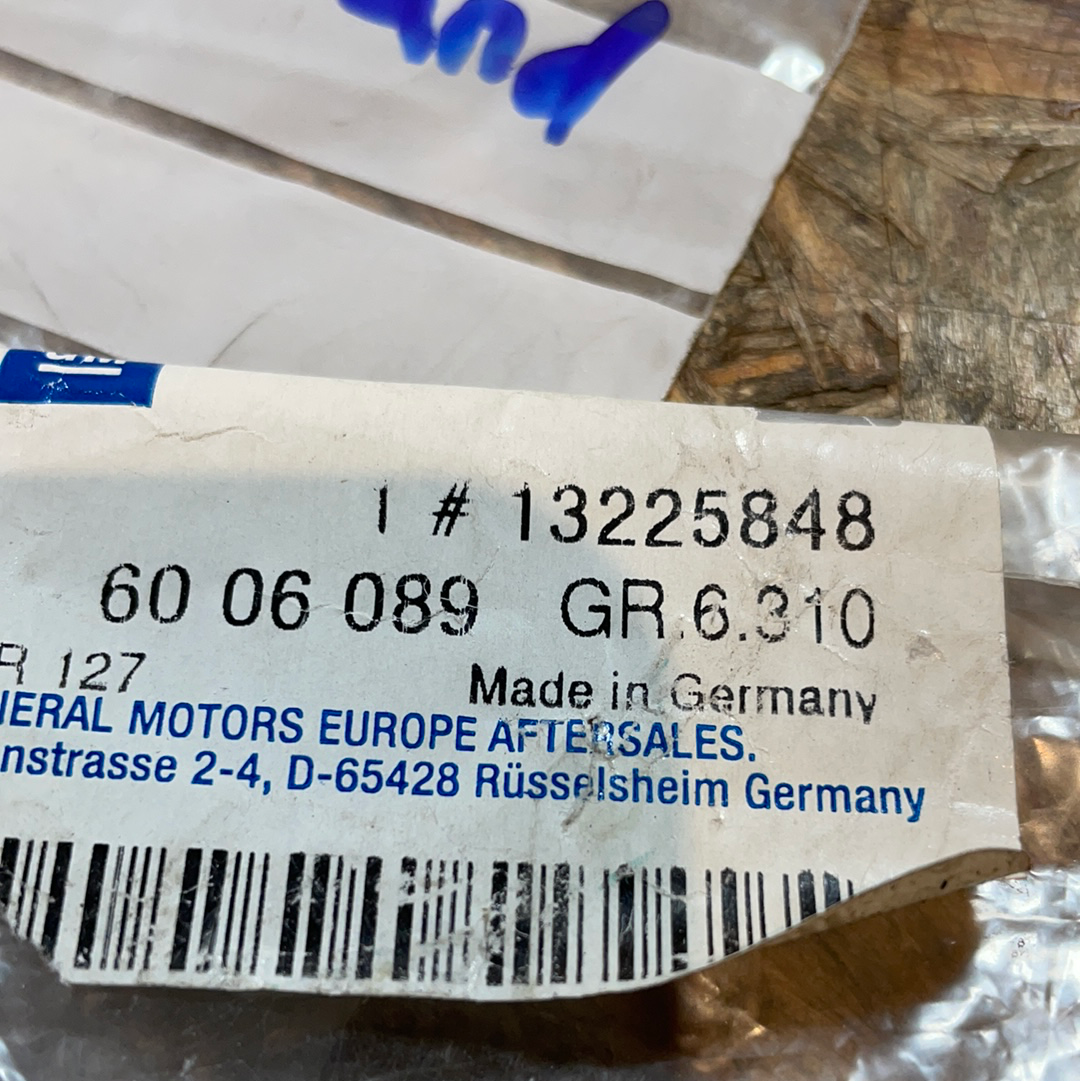 GM
1 # 13225848
60 06 089 GR.6.310
R 127
Made in Germany
NERAL MOTORS EUROPE AFTERSALES.
nstrasse 2-4, D-65428 Rüsselsheim Germany